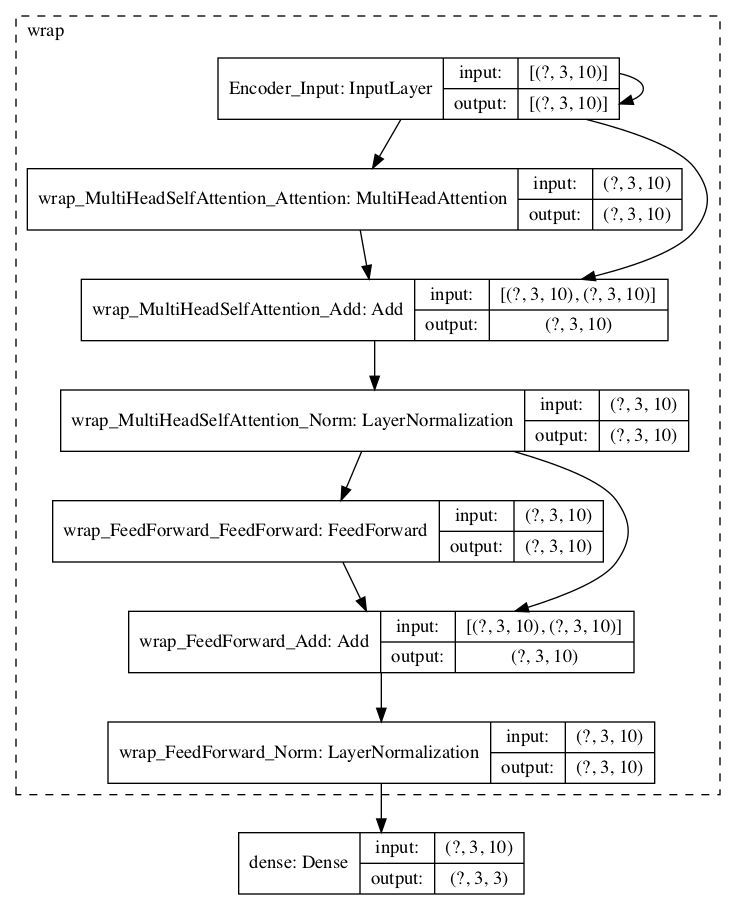 wrap
Encoder_Input: InputLayer
input:
[(?, 3, 10)]
output:
[(?, 3, 10)]
wrap_MultiHeadSelfAttention_Attention: MultiHeadAttention
input:
(?, 3, 10)
output:
(?, 3, 10)
wrap_MultiHeadSelfAttention_Add: Add
input:
[(?, 3, 10), (?, 3, 10)]
output:
(?, 3, 10)
wrap_MultiHeadSelfAttention_Norm: LayerNormalization
input:
(?, 3, 10)
output:
(?, 3, 10)
wrap_FeedForward_FeedForward: FeedForward
input:
(?, 3, 10)
output:
(?, 3, 10)
wrap_FeedForward_Add: Add
input:
[(?, 3, 10), (?, 3, 10)]
output:
(?, 3, 10)
wrap_FeedForward_Norm: LayerNormalization
input:
(?, 3, 10)
output:
(?, 3, 10)
dense: Dense
input:
(?, 3, 10)
output:
(?, 3, 3)